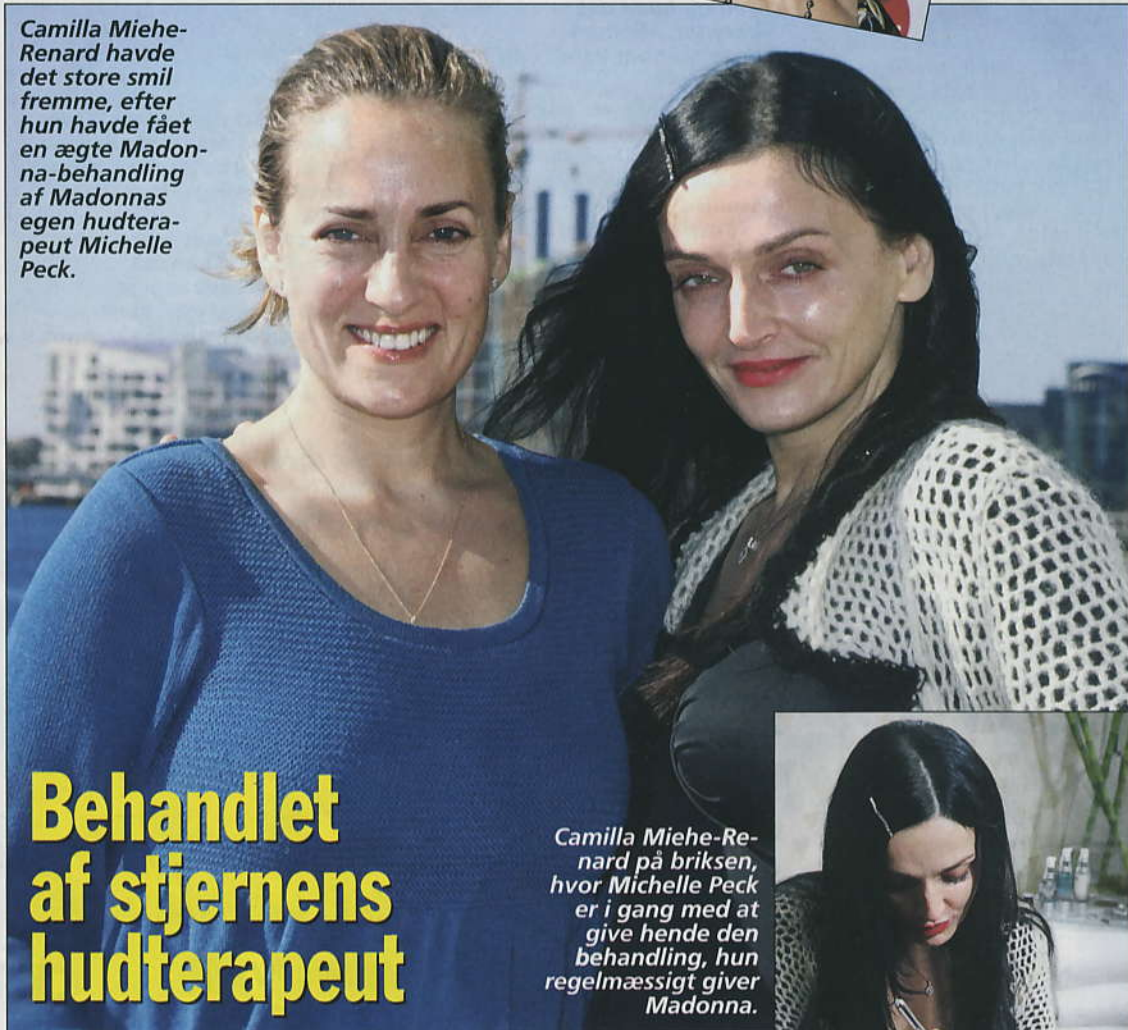 Camilla Miehe-
Renard havde
det store smil
fremme, efter
hun havde fået
en ægte Madon-
na-behandling
af Madonnas
egen hudtera-
peut Michelle
Peck.
Behandlet
af stjernens
hudterapeut
Camilla Miehe-Re-
nard på briksen,
hvor Michelle Peck
er i gang med at
give hende den
behandling, hun
regelmæssigt giver
Madonna.